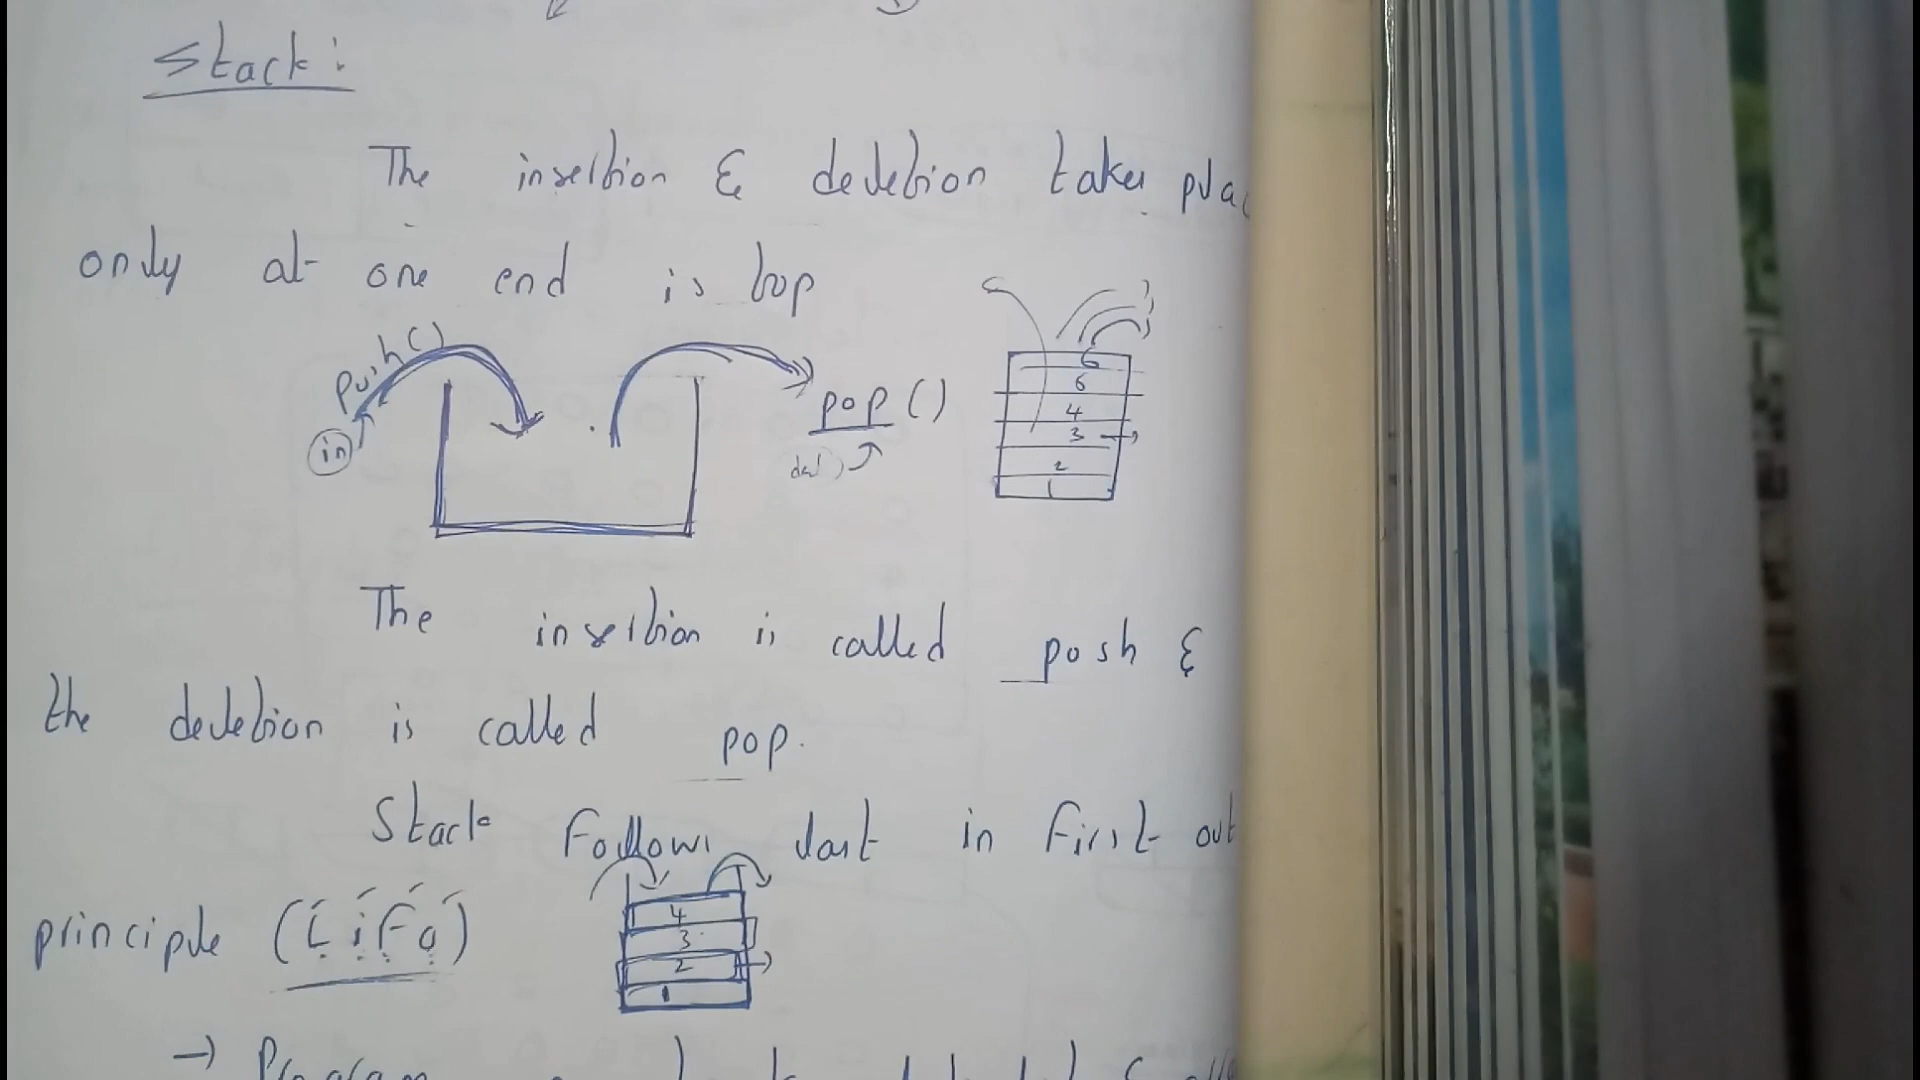 Stack:
The insertion & deletion takes plac
only at one end is top
push()
in
pop()
del
6
6
4
3
2
1
The insertion is called push &
the deletion is called pop.
Stack Follows last in First out
principle (LiFo)
4
3
2
1
→ Program